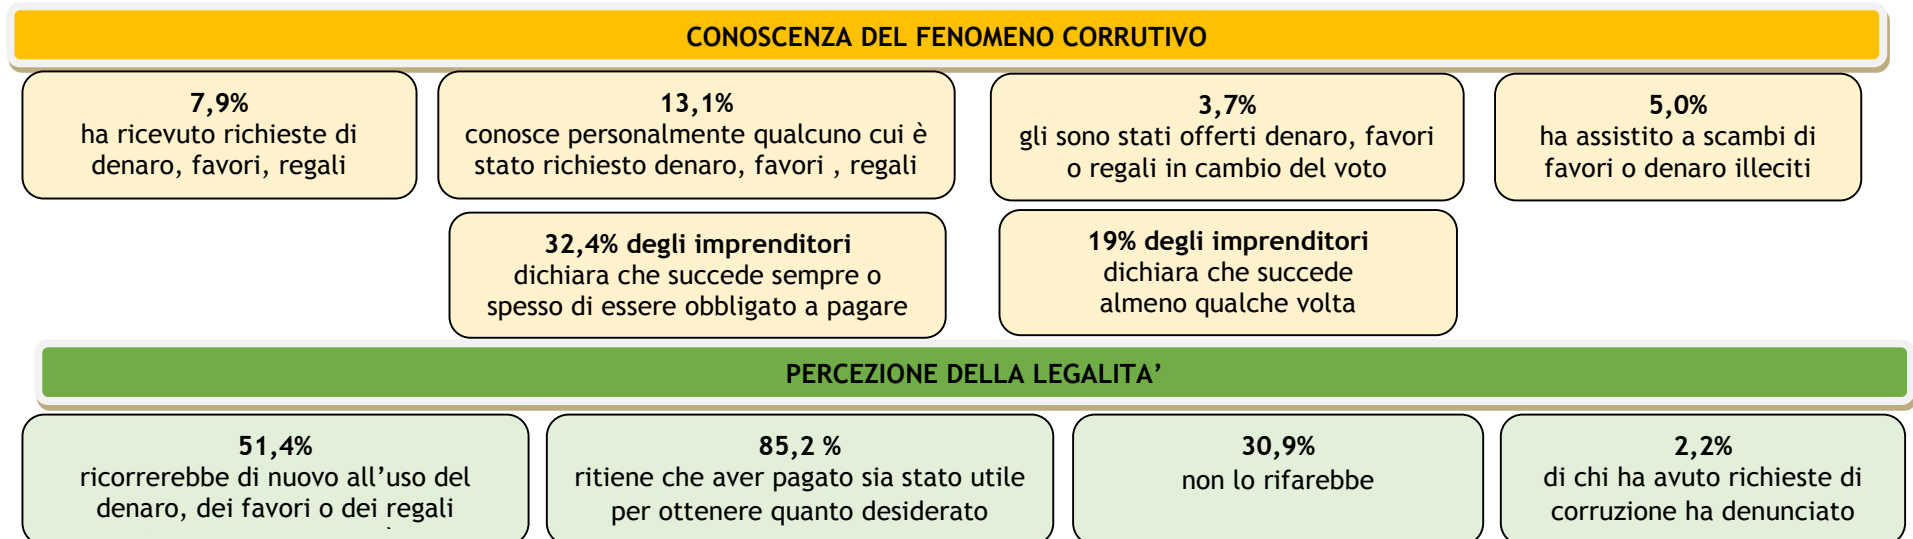 CONOSCENZA DEL FENOMENO CORRUTIVO
7,9%
ha ricevuto richieste di
denaro, favori, regali
13,1%
conosce personalmente qualcuno cui è
stato richiesto denaro, favori , regali
3,7%
gli sono stati offerti denaro, favori
o regali in cambio del voto
5,0%
ha assistito a scambi di
favori o denaro illeciti
32,4% degli imprenditori
dichiara che succede sempre o
spesso di essere obbligato a pagare
19% degli imprenditori
dichiara che succede
almeno qualche volta
PERCEZIONE DELLA LEGALITA’
51,4%
ricorrerebbe di nuovo all’uso del
denaro, dei favori o dei regali
85,2 %
ritiene che aver pagato sia stato utile
per ottenere quanto desiderato
30,9%
non lo rifarebbe
2,2%
di chi ha avuto richieste di
corruzione ha denunciato